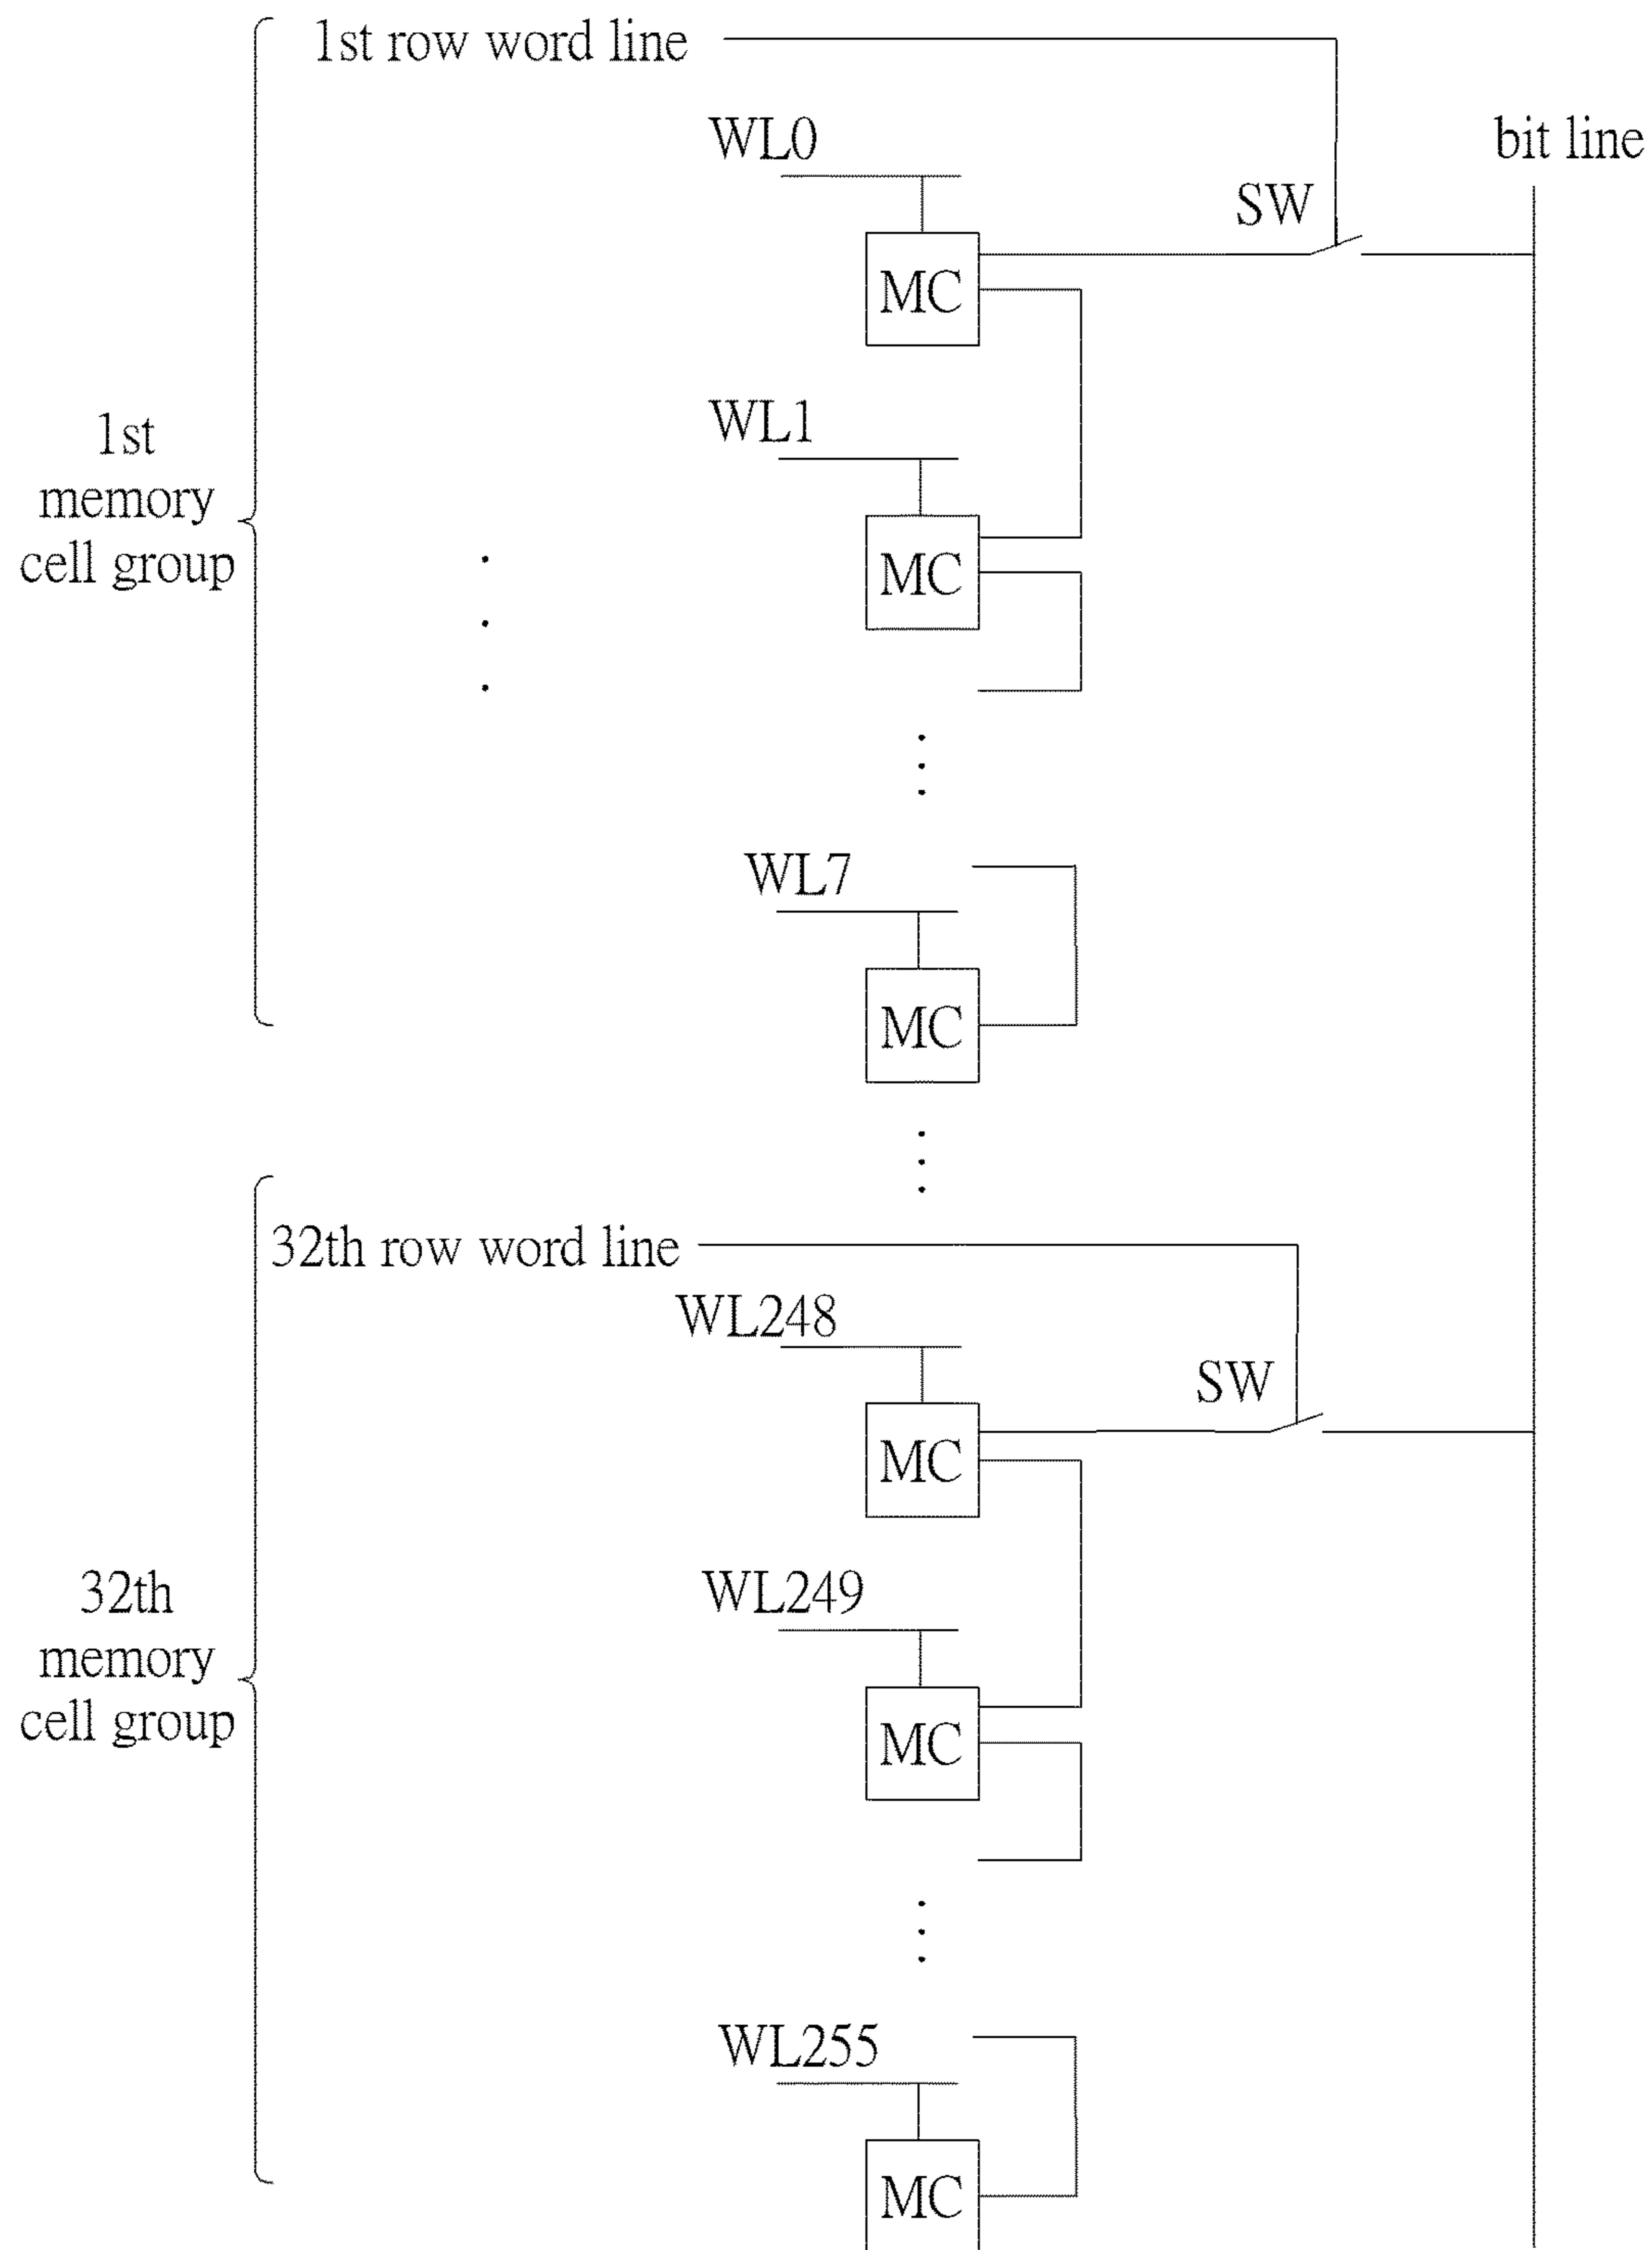 1st row word line
bit line
WL0
SW
MC
1st
memory
cell group
WL1
MC
WL7
MC
32th row word line
WL248
SW
MC
32th
memory
cell group
WL249
MC
WL255
MC